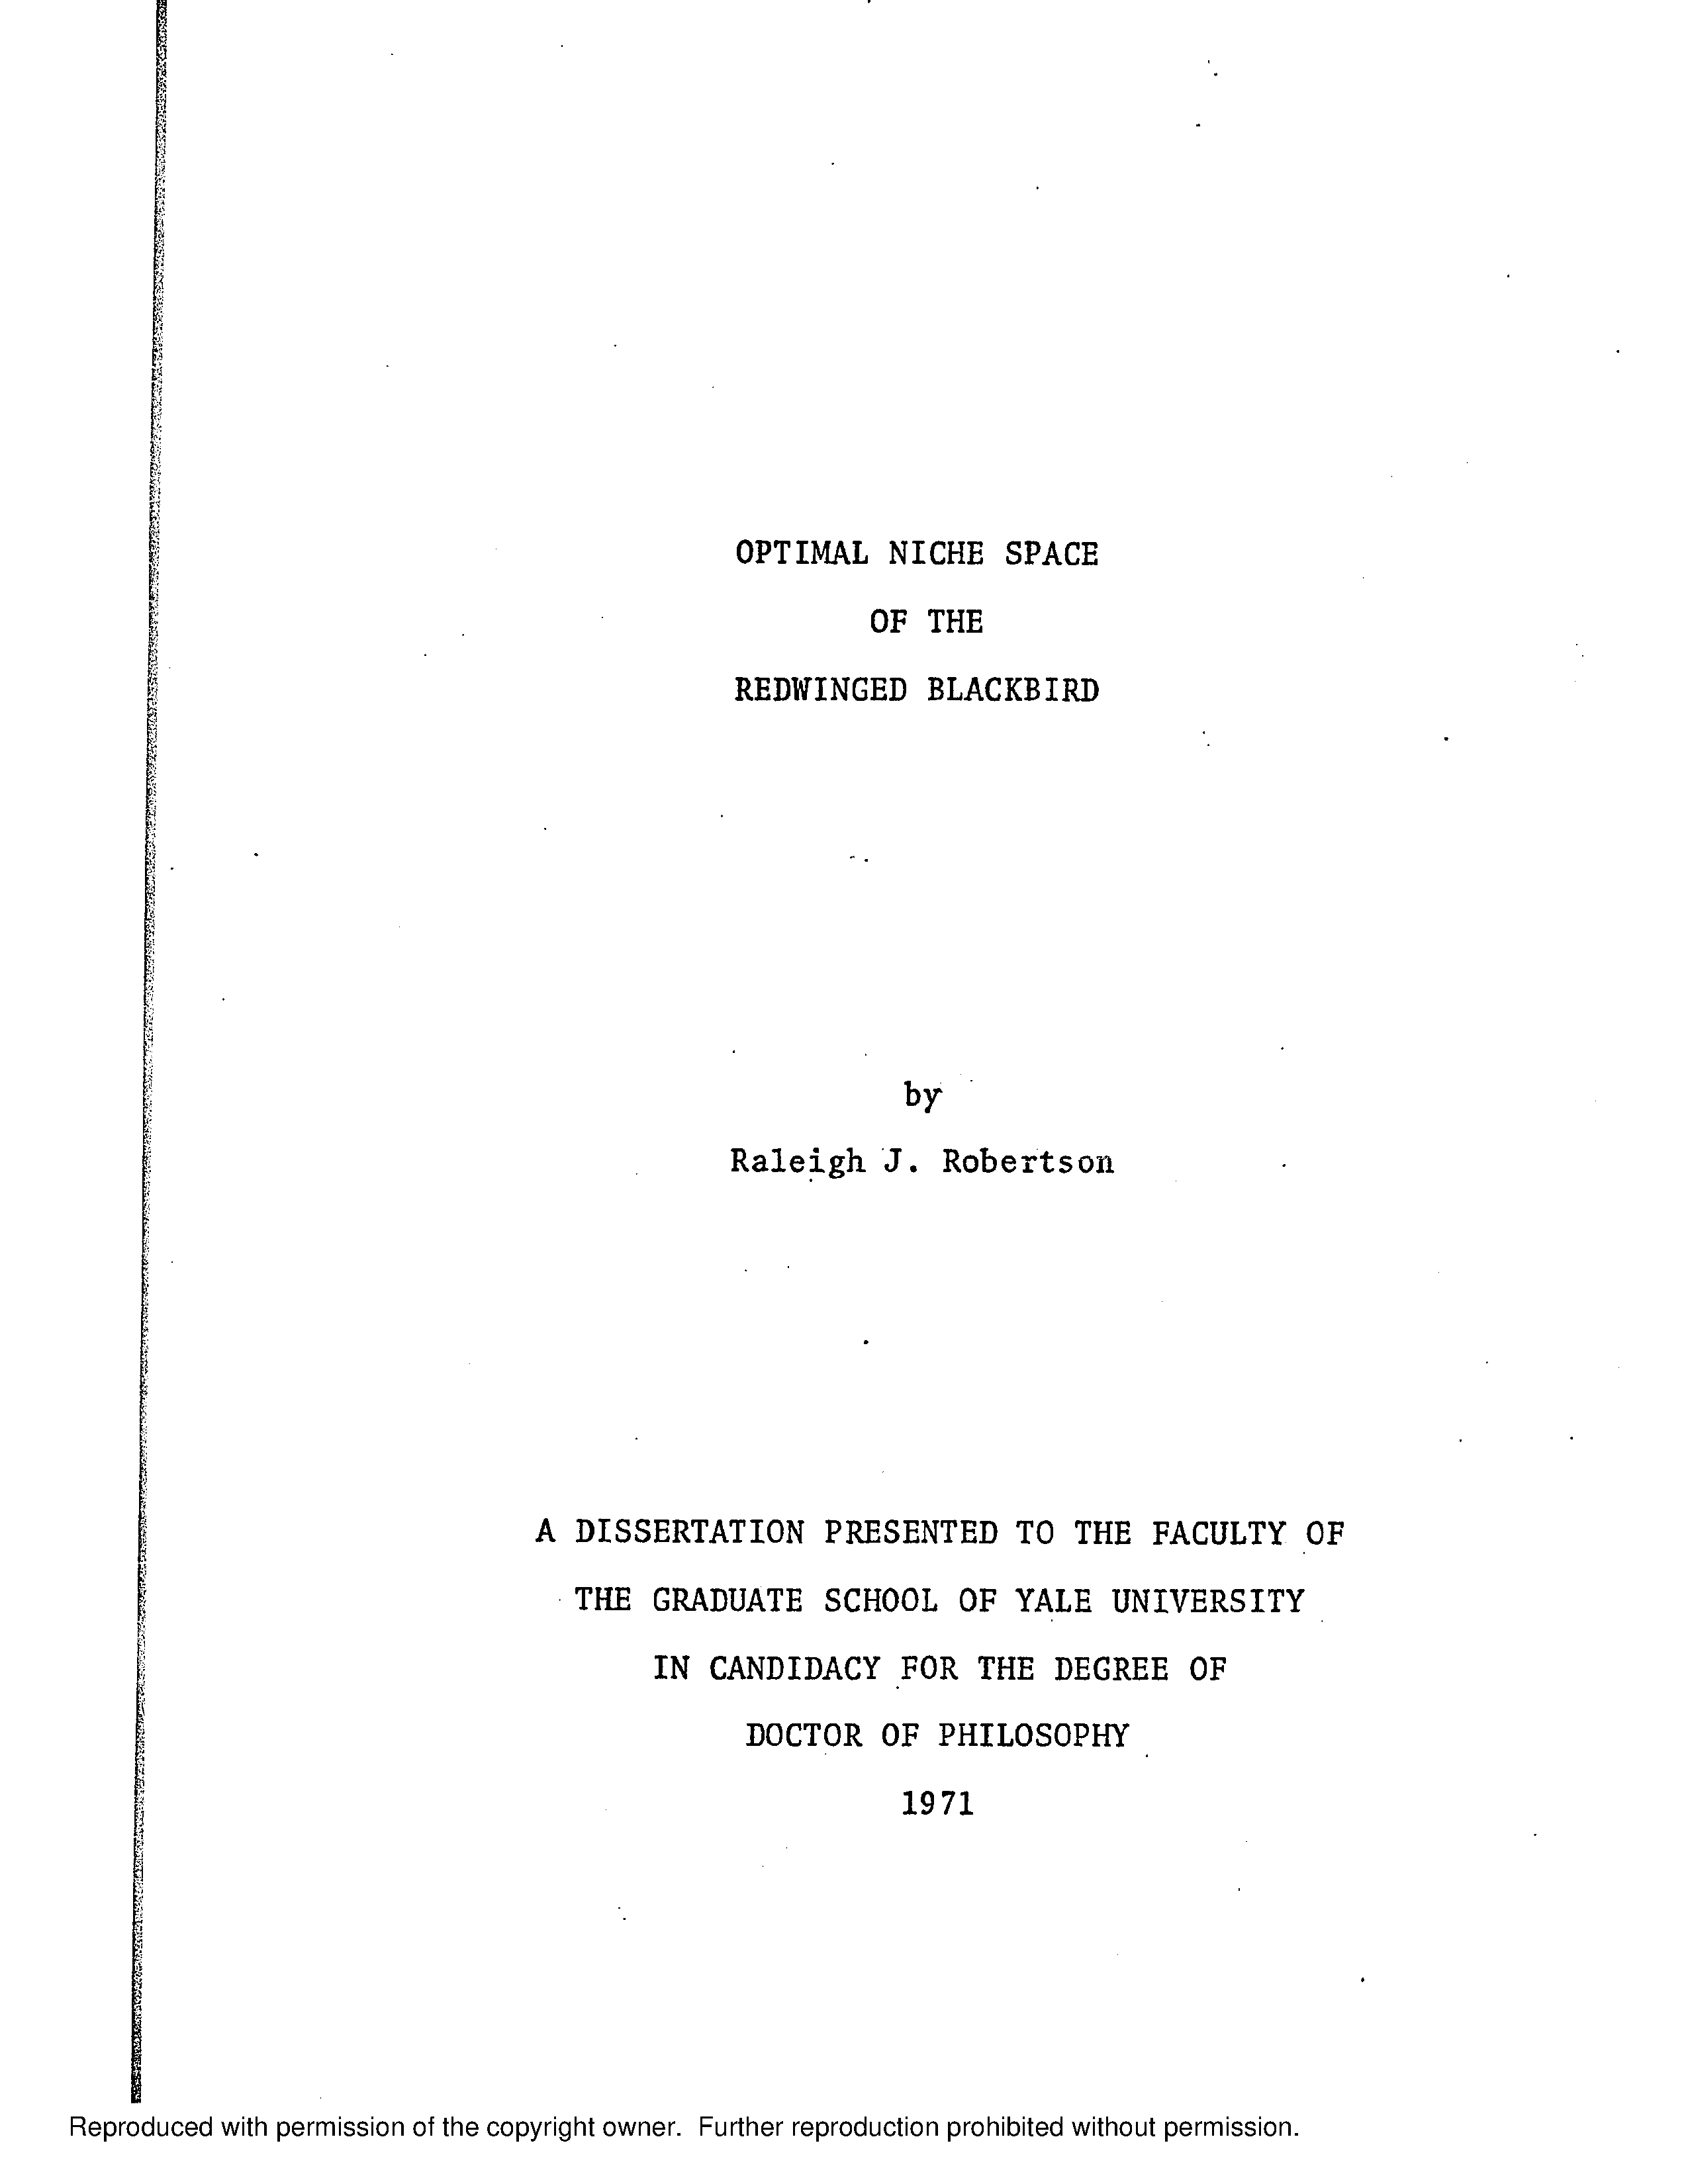 OPTIMAL NICHE SPACE
OF THE
REDWINGED BLACKBIRD
by
Raleigh J. Robertson
A DISSERTATION PRESENTED TO THE FACULTY OF
THE GRADUATE SCHOOL OF YALE UNIVERSITY
IN CANDIDACY FOR THE DEGREE OF
DOCTOR OF PHILOSOPHY
1971
Reproduced with permission of the copyright owner. Further reproduction prohibited without permission.